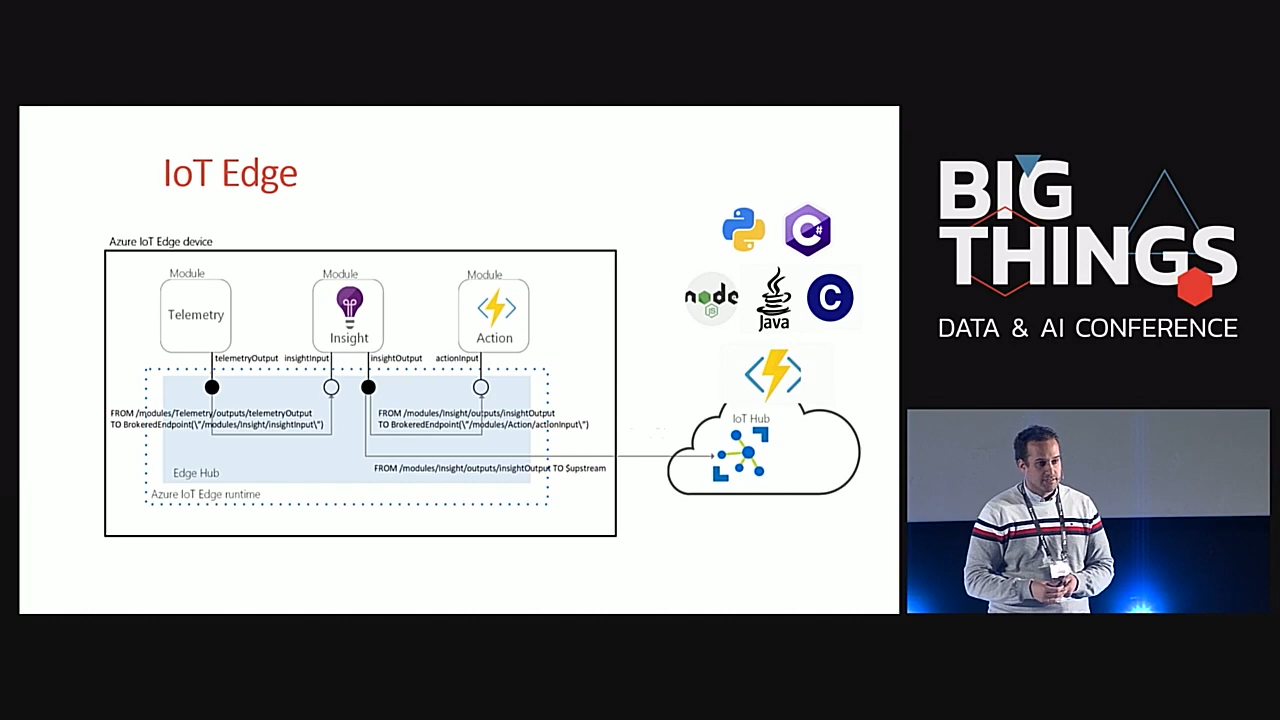 IoT Edge
Azure IoT Edge device
Module
Module
Module
Telemetry
Insight
Action
telemetryOutput
insightInput
insightOutput
actionInput
FROM /modules/Telemetry/outputs/telemetryOutput
TO BrokeredEndpoint(\"/modules/Insight/insightInput\")
FROM /modules/Insight/outputs/insightOutput
TO BrokeredEndpoint(\"/modules/Action/actionInput\")
FROM /modules/Insight/outputs/insightOutput TO $upstream
Edge Hub
Azure IoT Edge runtime
C#
node
JS
Java
C
IoT Hub
BIG
THINGS
DATA & AI CONFERENCE